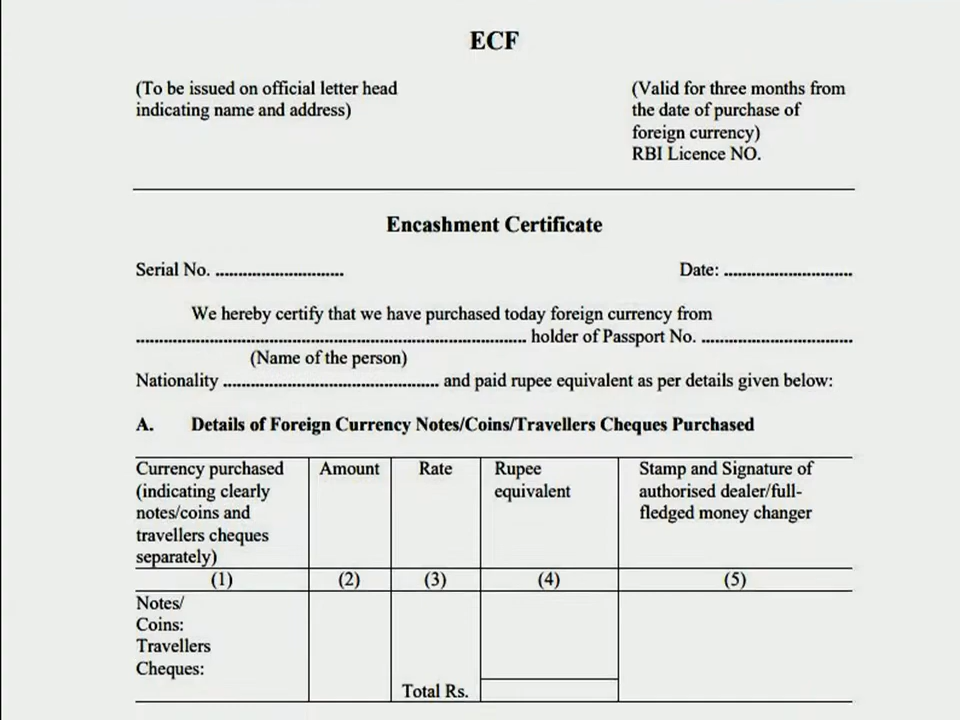 ECF
(To be issued on official letter head
indicating name and address)
(Valid for three months from
the date of purchase of
foreign currency)
RBI Licence NO.
Encashment Certificate
Serial No. ............................ Date: ............................
We hereby certify that we have purchased today foreign currency from
..................................................................................... holder of Passport No. .................................
(Name of the person)
Nationality ............................................... and paid rupee equivalent as per details given below:
A. Details of Foreign Currency Notes/Coins/Travellers Cheques Purchased
Currency purchased
(indicating clearly
notes/coins and
travellers cheques
separately)
Amount
Rate
Rupee
equivalent
Stamp and Signature of
authorised dealer/full-
fledged money changer
(1) (2) (3) (4) (5)
Notes/
Coins:
Travellers
Cheques:
Total Rs.